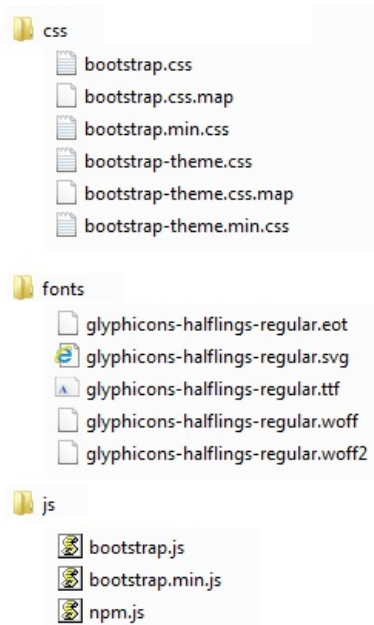 css
bootstrap.css
bootstrap.css.map
bootstrap.min.css
bootstrap-theme.css
bootstrap-theme.css.map
bootstrap-theme.min.css
fonts
glyphicons-halflings-regular.eot
glyphicons-halflings-regular.svg
glyphicons-halflings-regular.ttf
glyphicons-halflings-regular.woff
glyphicons-halflings-regular.woff2
js
bootstrap.js
bootstrap.min.js
npm.js